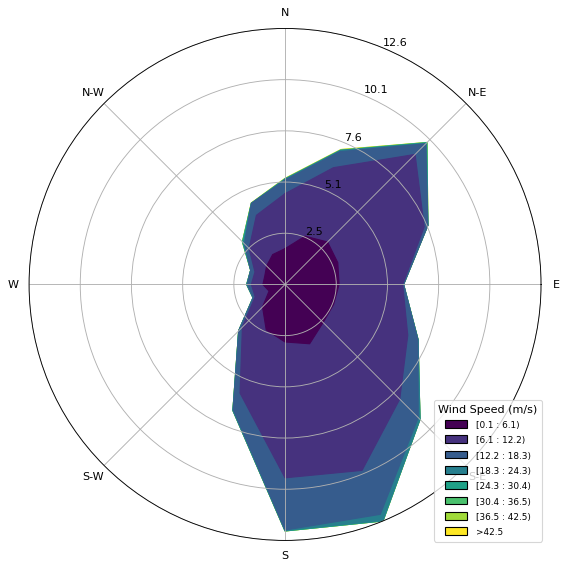 N
12.6
10.1
N-W
N-E
7.6
5.1
2.5
W
E
Wind Speed (m/s)
[0.1 : 6.1)
[6.1 : 12.2)
[12.2 : 18.3)
[18.3 : 24.3)
[24.3 : 30.4)
[30.4 : 36.5)
[36.5 : 42.5)
>42.5
S-W
S-E
S